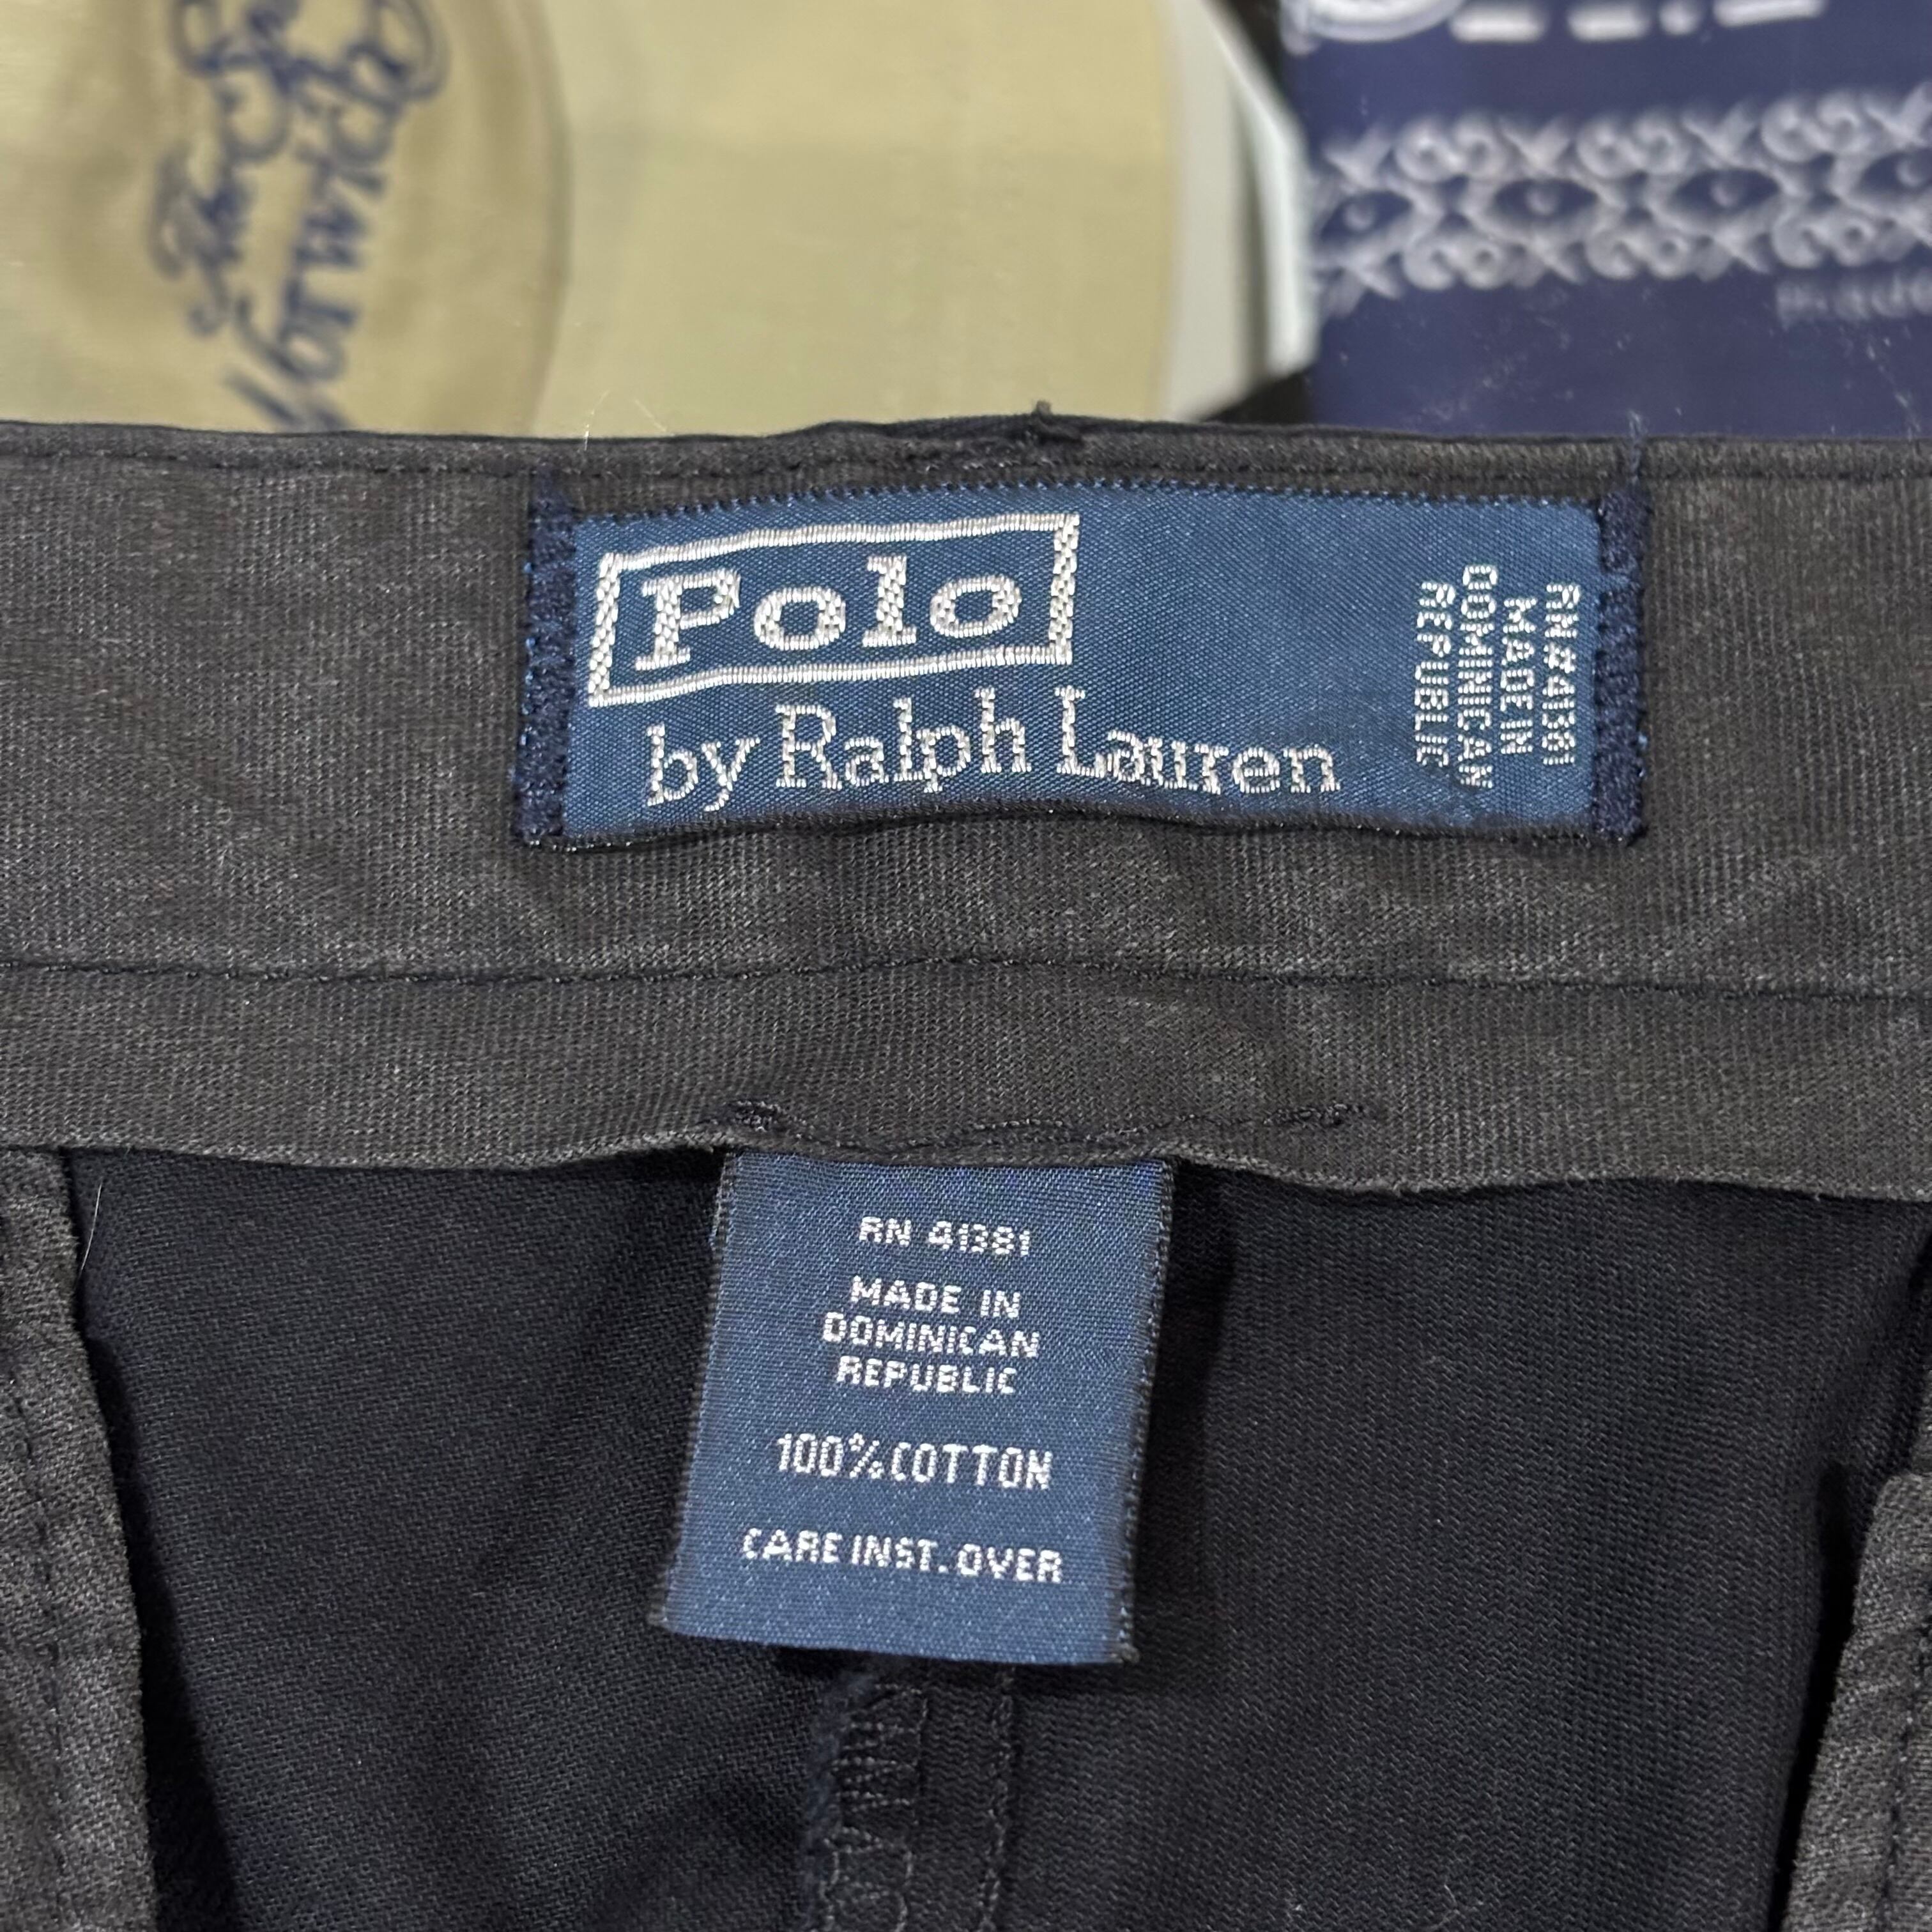 Polo
by Ralph Lauren
RN#41381
MADE IN
DOMINICAN
REPUBLIC
RN 41381
MADE IN
DOMINICAN
REPUBLIC
100% COTTON
CARE INST. OVER